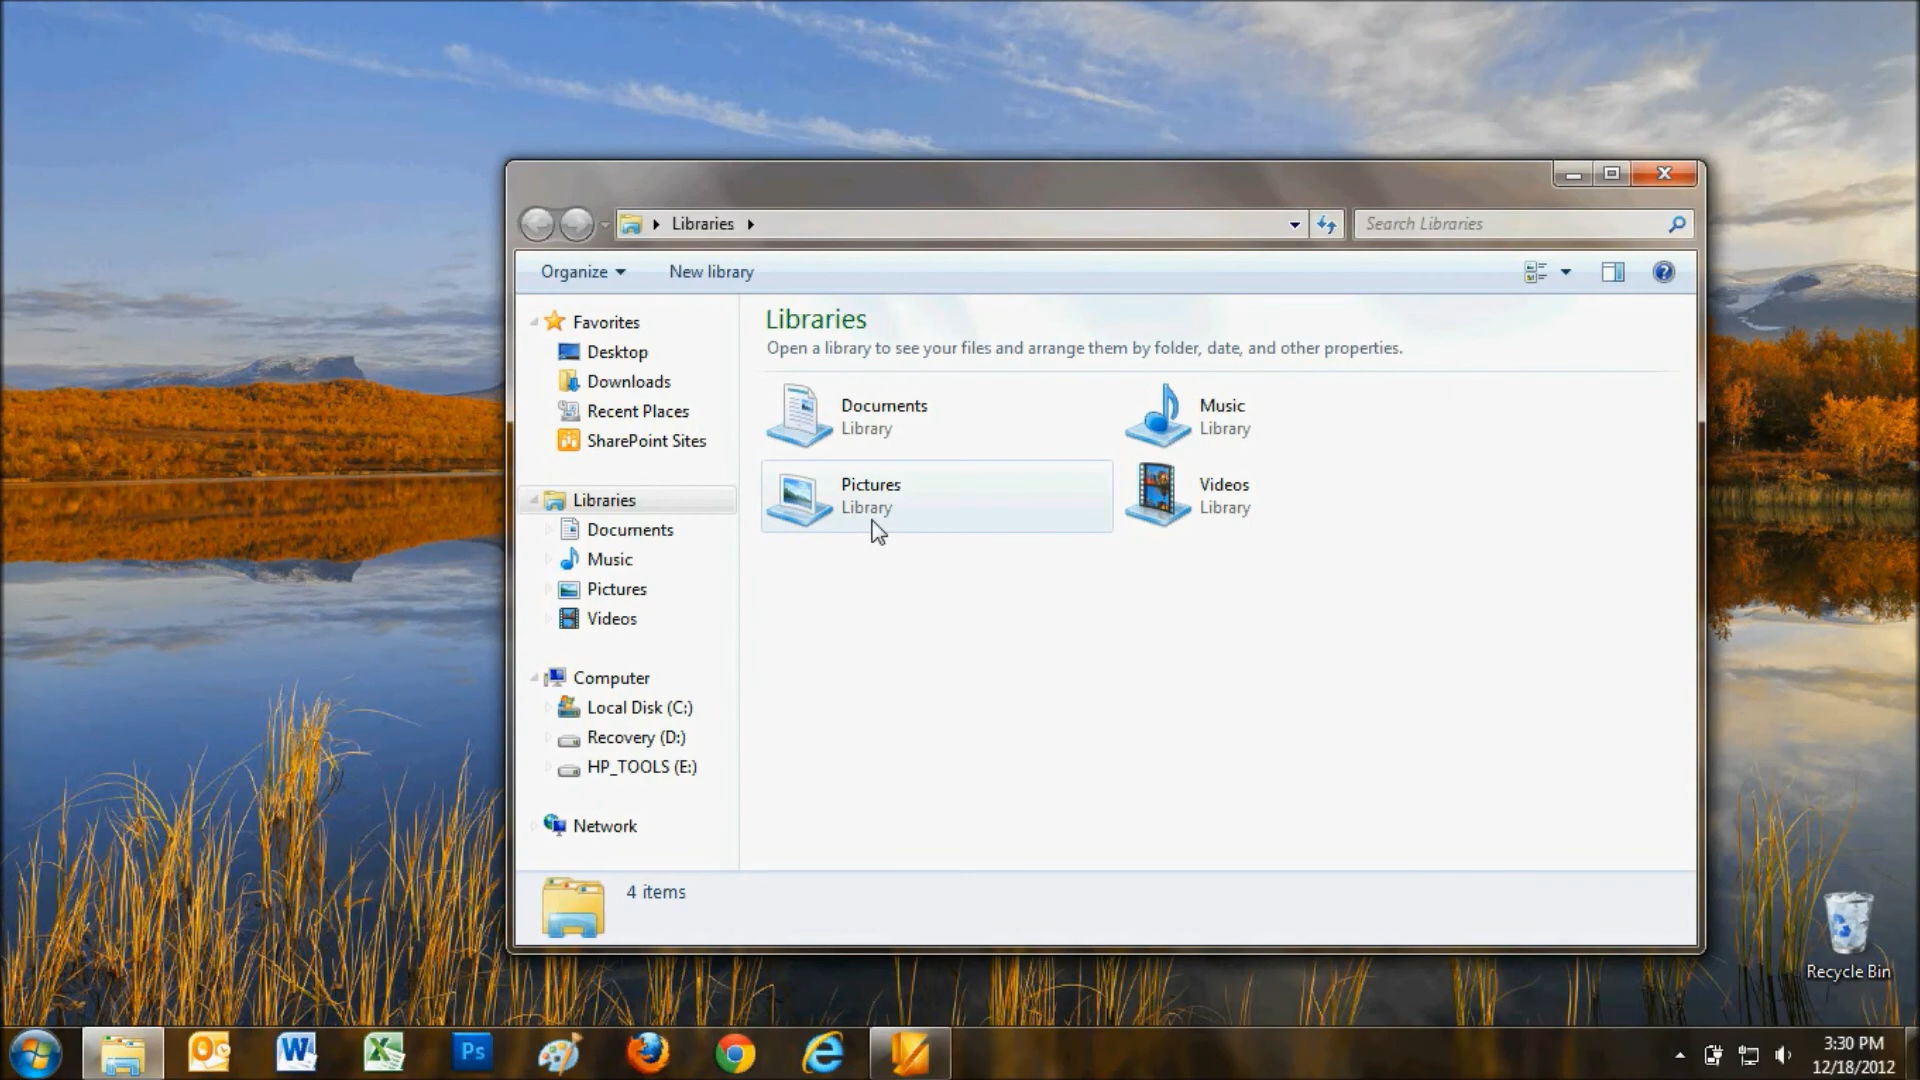 Libraries
Search Libraries
Organize
New library
Favorites
Desktop
Downloads
Recent Places
SharePoint Sites
Libraries
Documents
Music
Pictures
Videos
Computer
Local Disk (C:)
Recovery (D:)
HP_TOOLS (E:)
Network
Libraries
Open a library to see your files and arrange them by folder, date, and other properties.
Documents
Library
Music
Library
Pictures
Library
Videos
Library
4 items
Recycle Bin
Ps
3:30 PM
12/18/2012